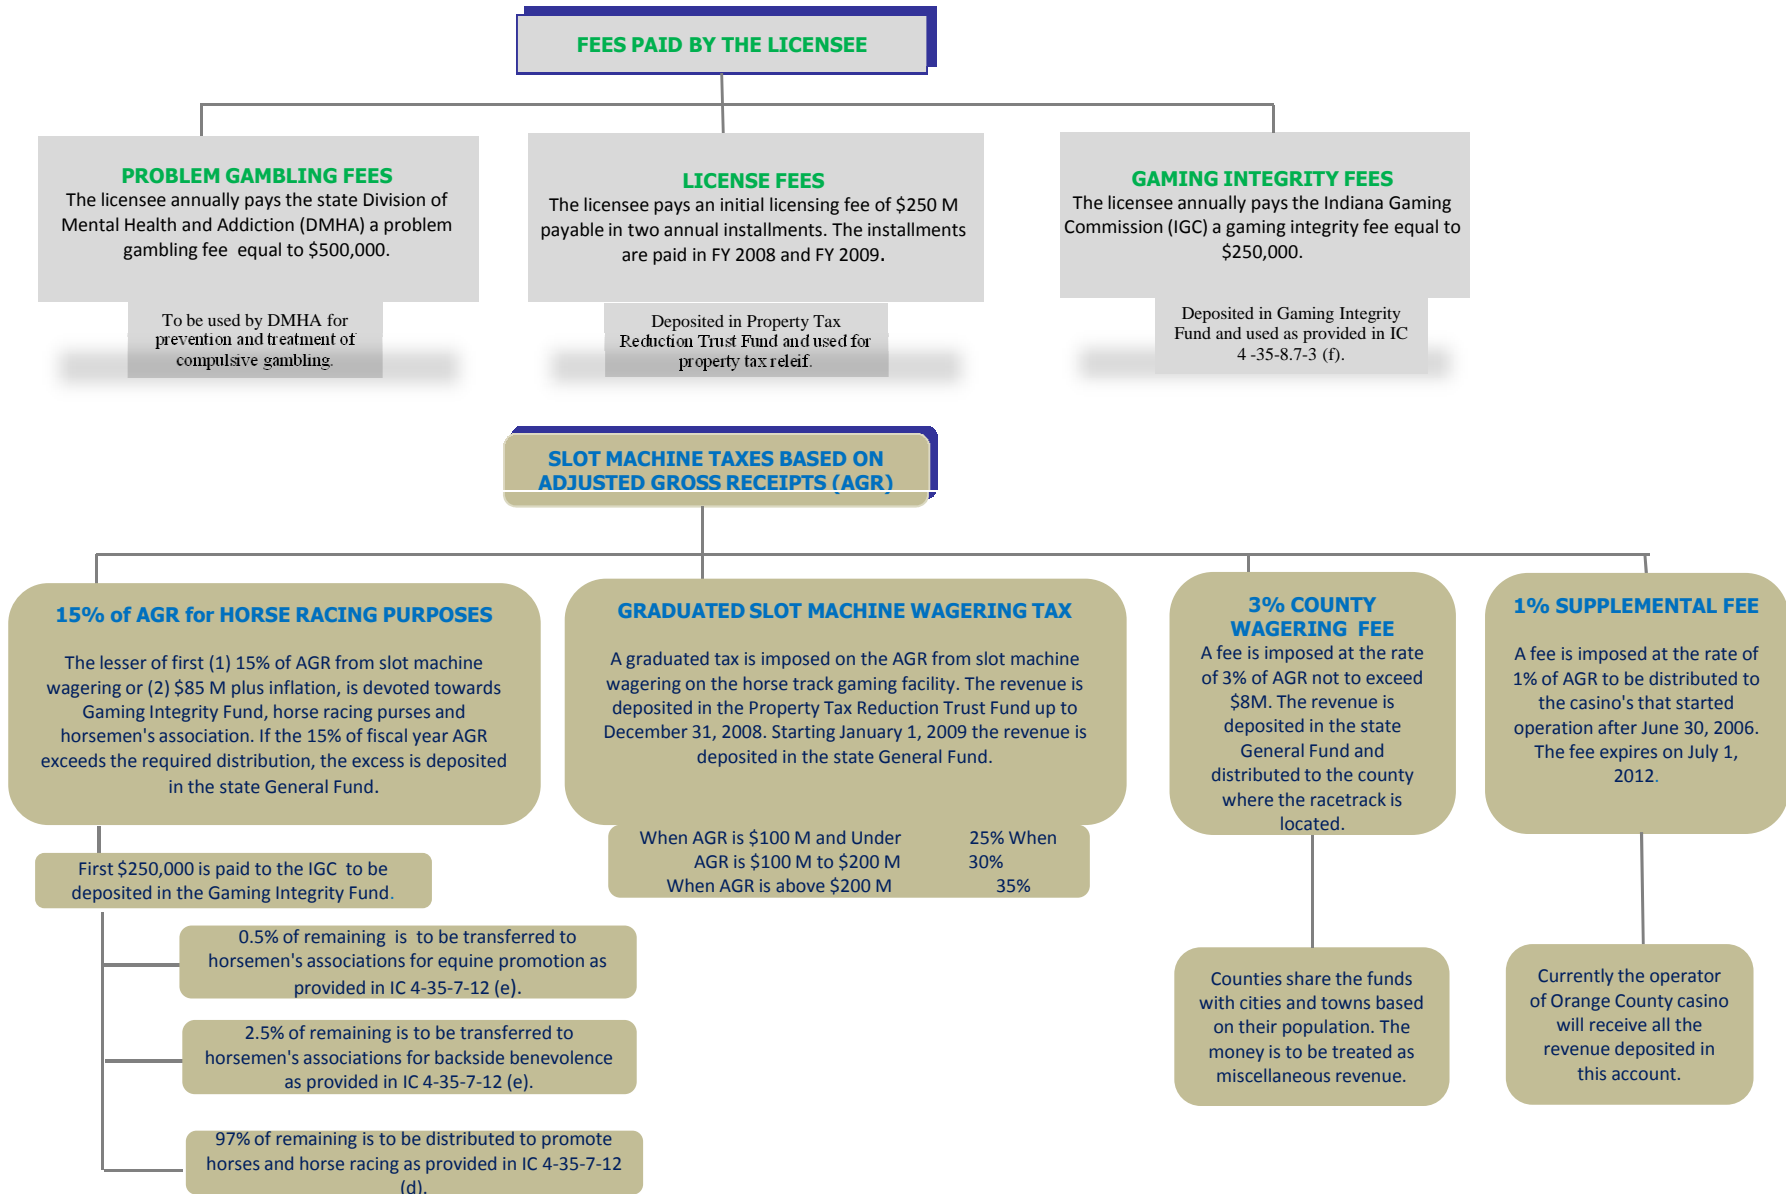 FEES PAID BY THE LICENSEE
PROBLEM GAMBLING FEES
The licensee annually pays the state Division of
Mental Health and Addiction (DMHA) a problem
gambling fee  equal to $500,000.
To be used by DMHA for
prevention and treatment of
compulsive gambling.
LICENSE FEES
The licensee pays an initial licensing fee of $250 M
payable in two annual installments. The installments
are paid in FY 2008 and FY 2009.
Deposited in Property Tax
Reduction Trust Fund and used for
property tax releif.
GAMING INTEGRITY FEES
The licensee annually pays the Indiana Gaming
Commission (IGC) a gaming integrity fee equal to
$250,000.
Deposited in Gaming Integrity
Fund and used as provided in IC
4 -35-8.7-3 (f).
SLOT MACHINE TAXES BASED ON
ADJUSTED GROSS RECEIPTS (AGR)
15% of AGR for HORSE RACING PURPOSES
The lesser of first (1) 15% of AGR from slot machine
wagering or (2) $85 M plus inflation, is devoted towards
Gaming Integrity Fund, horse racing purses and
horsemen's association. If the 15% of fiscal year AGR
exceeds the required distribution, the excess is deposited
in the state General Fund.
First $250,000 is paid to the IGC  to be
deposited in the Gaming Integrity Fund.
0.5% of remaining  is  to be transferred to
horsemen's associations for equine promotion as
provided in IC 4-35-7-12 (e).
2.5% of remaining is to be transferred to
horsemen's associations for backside benevolence
as provided in IC 4-35-7-12 (e).
97% of remaining is to be distributed to promote
horses and horse racing as provided in IC 4-35-7-12
(d).
GRADUATED SLOT MACHINE WAGERING TAX
A graduated tax is imposed on the AGR from slot machine
wagering on the horse track gaming facility. The revenue is
deposited in the Property Tax Reduction Trust Fund up to
December 31, 2008. Starting January 1, 2009 the revenue is
deposited in the state General Fund.
When AGR is $100 M and Under 25% When
AGR is $100 M to $200 M 30%
When AGR is above $200 M 35%
3% COUNTY
WAGERING  FEE
A fee is imposed at the rate
of 3% of AGR not to exceed
$8M. The revenue is
deposited in the state
General Fund and
distributed to the county
where the racetrack is
located.
Counties share the funds
with cities and towns based
on their population. The
money is to be treated as
miscellaneous revenue.
1% SUPPLEMENTAL FEE
A fee is imposed at the rate of
1% of AGR to be distributed to
the casino's that started
operation after June 30, 2006.
The fee expires on July 1,
2012.
Currently the operator
of Orange County casino
will receive all the
revenue deposited in
this account.